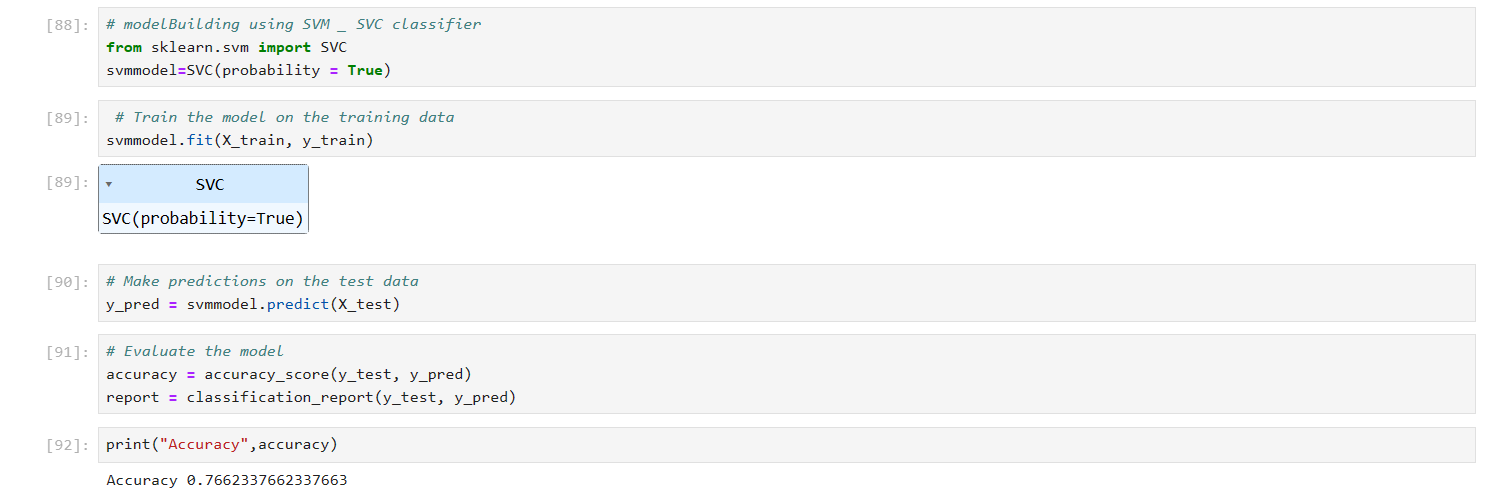 [88]:
# modelBuilding using SVM _ SVC classifier
from sklearn.svm import SVC
svmmodel=SVC(probability = True)
[89]:
# Train the model on the training data
svmmodel.fit(X_train, y_train)
[89]:
▾ SVC
SVC(probability=True)
[90]:
# Make predictions on the test data
y_pred = svmmodel.predict(X_test)
[91]:
# Evaluate the model
accuracy = accuracy_score(y_test, y_pred)
report = classification_report(y_test, y_pred)
[92]:
print("Accuracy",accuracy)
Accuracy 0.7662337662337663